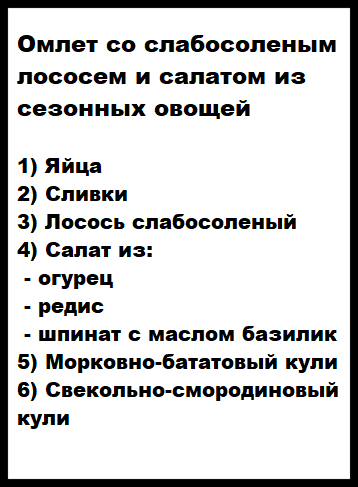 Омлет со слабосоленым
лососем и салатом из
сезонных овощей
1) Яйца
2) Сливки
3) Лосось слабосоленый
4) Салат из:
- огурец
- редис
- шпинат с маслом базилик
5) Морковно-бататовый кули
6) Свекольно-смородиновый
кули